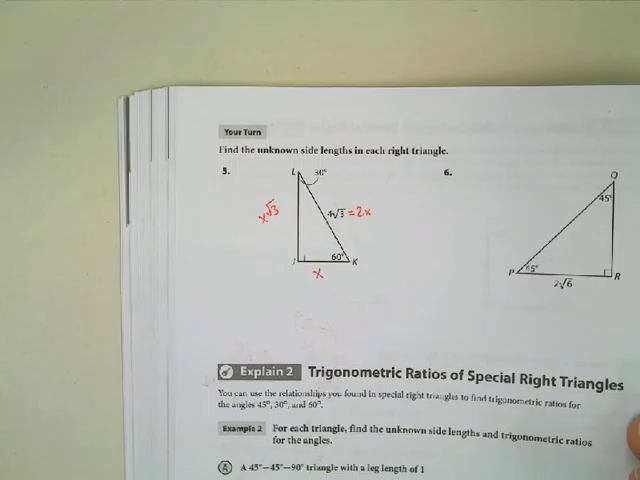 Your Turn
Find the unknown side lengths in each right triangle.
5.
L
30°
x√3
4√3 = 2x
60°
J
K
x
6.
Q
45°
P
45°
R
2√6
Explain 2 Trigonometric Ratios of Special Right Triangles
You can use the relationships you found in special right triangles to find trigonometric ratios for
the angles 45°, 30°, and 60°.
Example 2 For each triangle, find the unknown side lengths and trigonometric ratios
for the angles.
A A 45°–45°–90° triangle with a leg length of 1